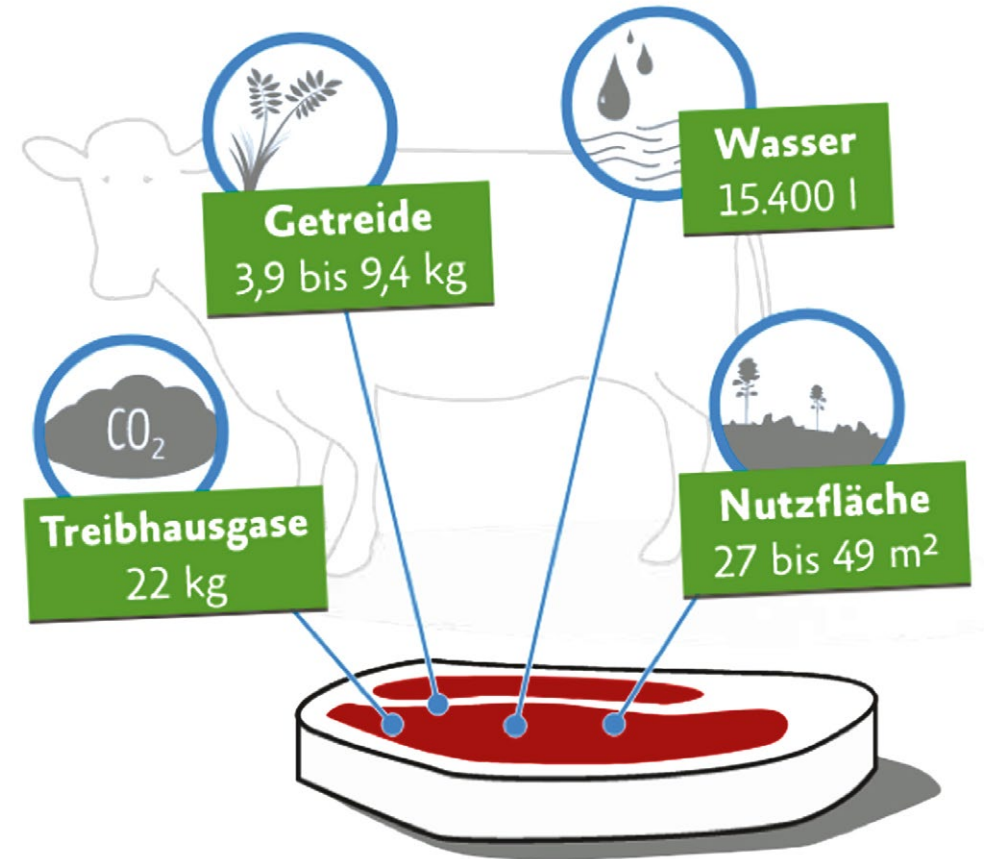 Getreide
3,9 bis 9,4 kg
Wasser
15.400 l
CO₂
Treibhausgase
22 kg
Nutzfläche
27 bis 49 m²